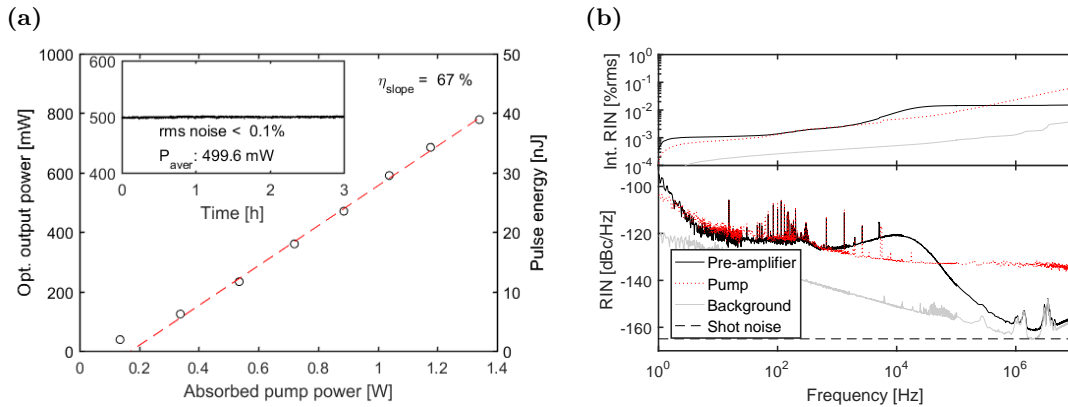 (a)
1000
800
600
400
200
0
Opt. output power [mW]
50
40
30
20
10
0
Pulse energy [nJ]
0
0.2
0.4
0.6
0.8
1
1.2
1.4
Absorbed pump power [W]
ηslope = 67 %
600
500
400
rms noise < 0.1%
Paver: 499.6 mW
0
1
2
3
Time [h]
(b)
10^0
10^-2
10^-3
10^-4
Int. RIN [%rms]
-100
-120
-140
-160
RIN [dBc/Hz]
Pre-amplifier
Pump
Background
Shot noise
10^0
10^2
10^4
10^6
Frequency [Hz]